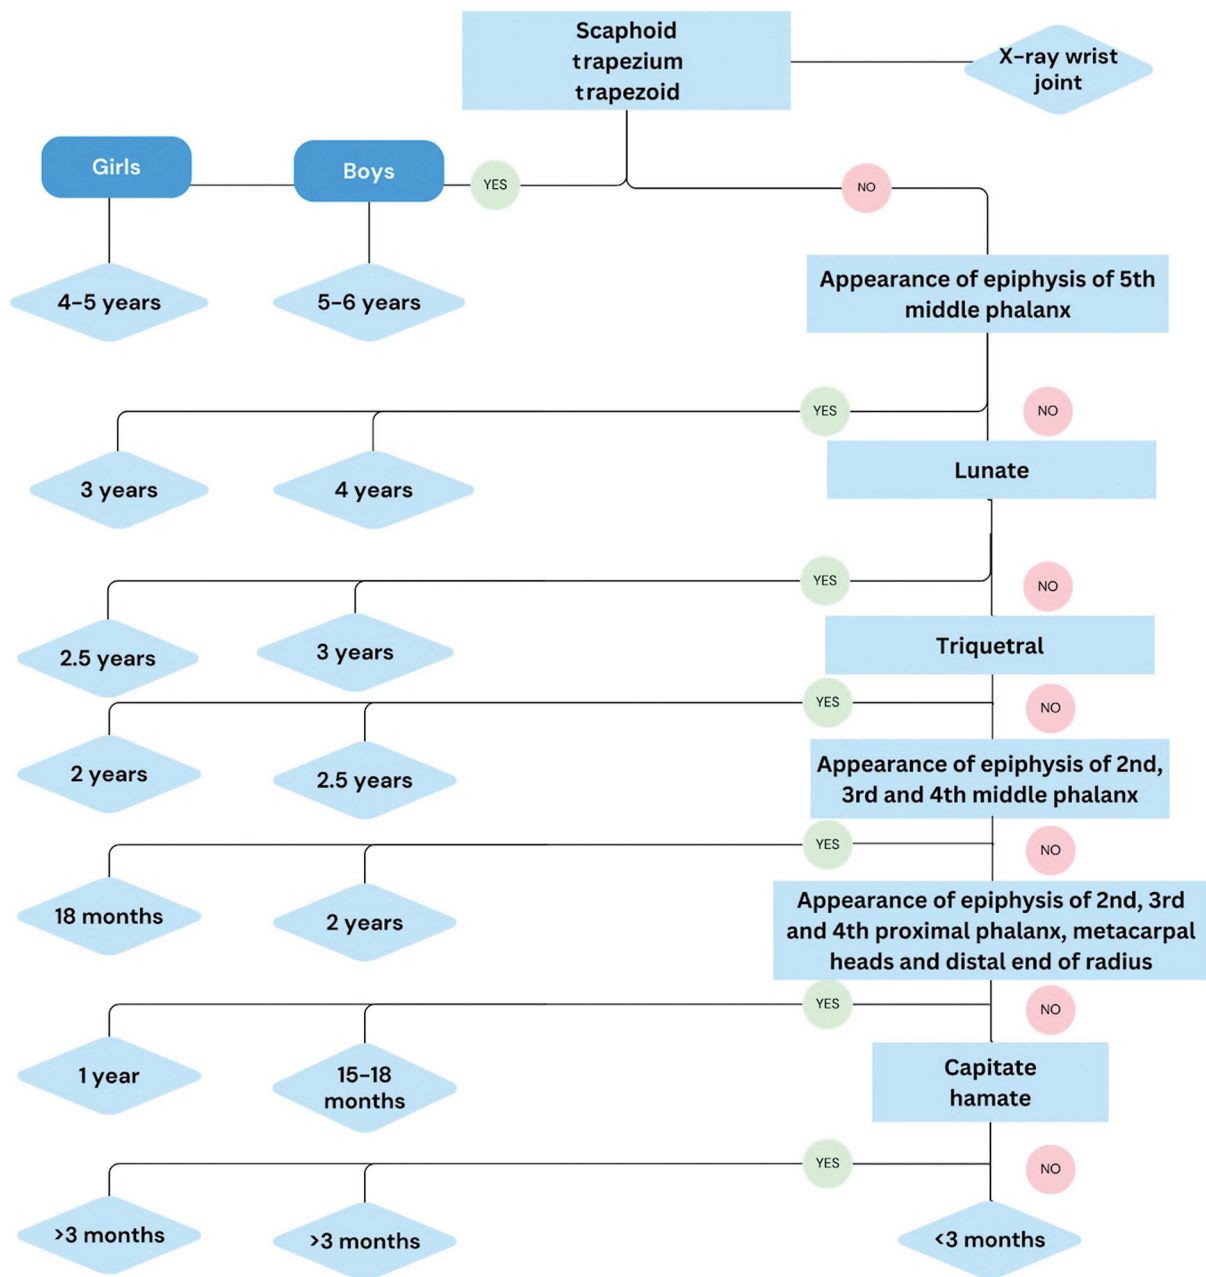 Scaphoid
trapezium
trapezoid
X-ray wrist
joint
Girls
Boys
YES
NO
4-5 years
5-6 years
Appearance of epiphysis of 5th
middle phalanx
YES
NO
3 years
4 years
Lunate
YES
NO
2.5 years
3 years
Triquetral
YES
NO
2 years
2.5 years
Appearance of epiphysis of 2nd,
3rd and 4th middle phalanx
YES
NO
18 months
2 years
Appearance of epiphysis of 2nd, 3rd
and 4th proximal phalanx, metacarpal
heads and distal end of radius
YES
NO
1 year
15-18
months
Capitate
hamate
YES
NO
>3 months
>3 months
<3 months